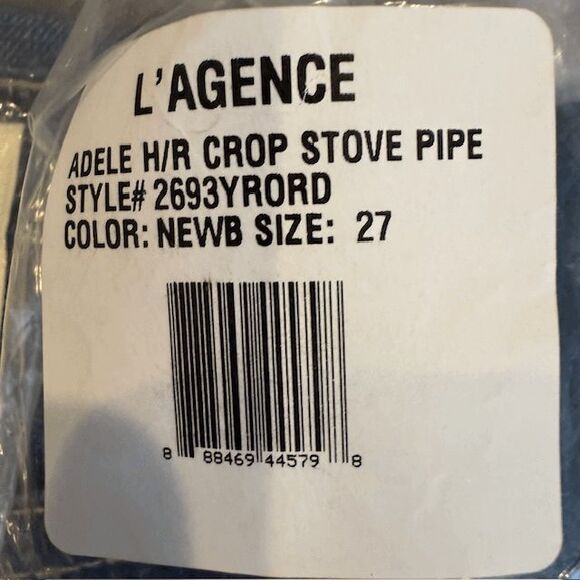 L'AGENCE
ADELE H/R CROP STOVE PIPE
STYLE# 2693YRORD
COLOR: NEWB SIZE: 27
8 88469 44579 8